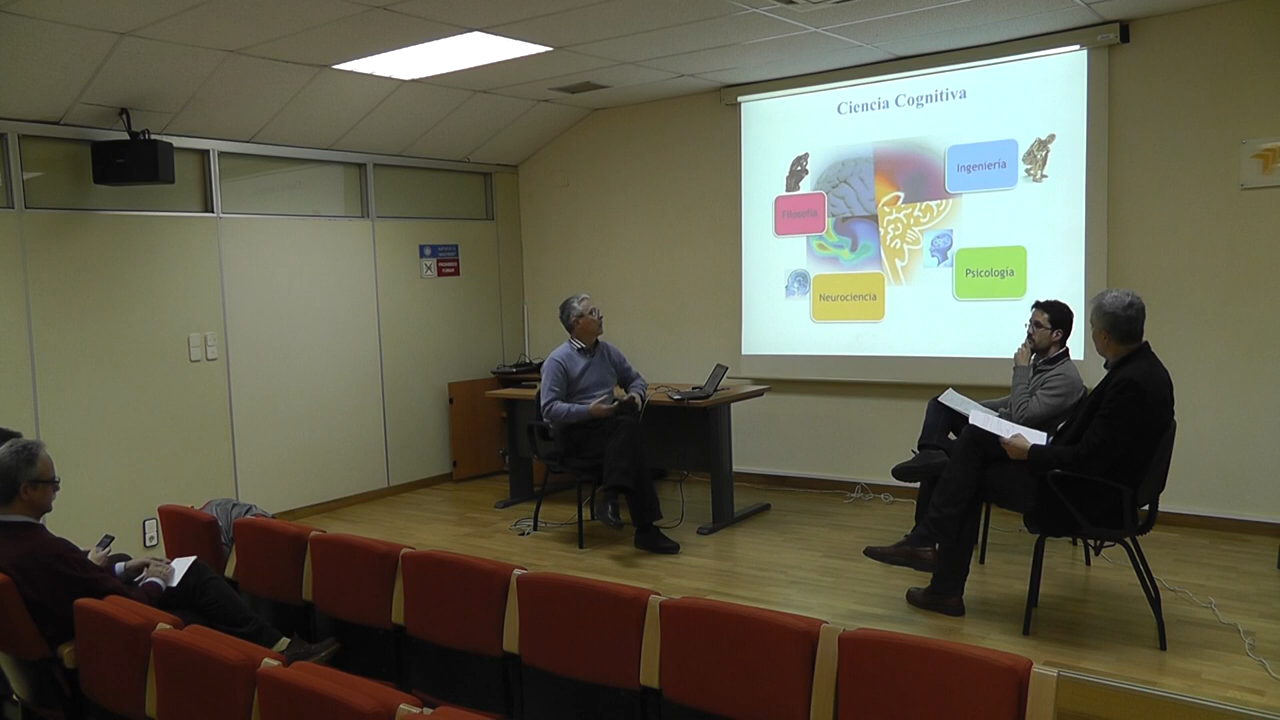 Ciencia Cognitiva
Ingeniería
Filosofía
Psicología
Neurociencia